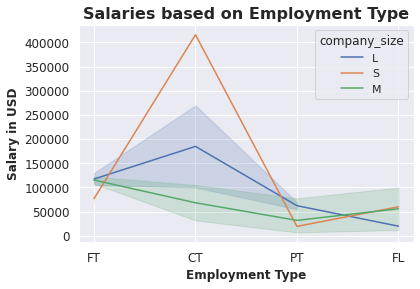 Salaries based on Employment Type
company_size
L
S
M
400000
350000
300000
250000
200000
150000
100000
50000
0
Salary in USD
FT CT PT FL
Employment Type